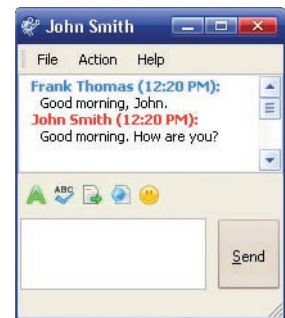 John Smith
File Action Help
Frank Thomas (12:20 PM):
Good morning, John.
John Smith (12:20 PM):
Good morning. How are you?
ABC
Send